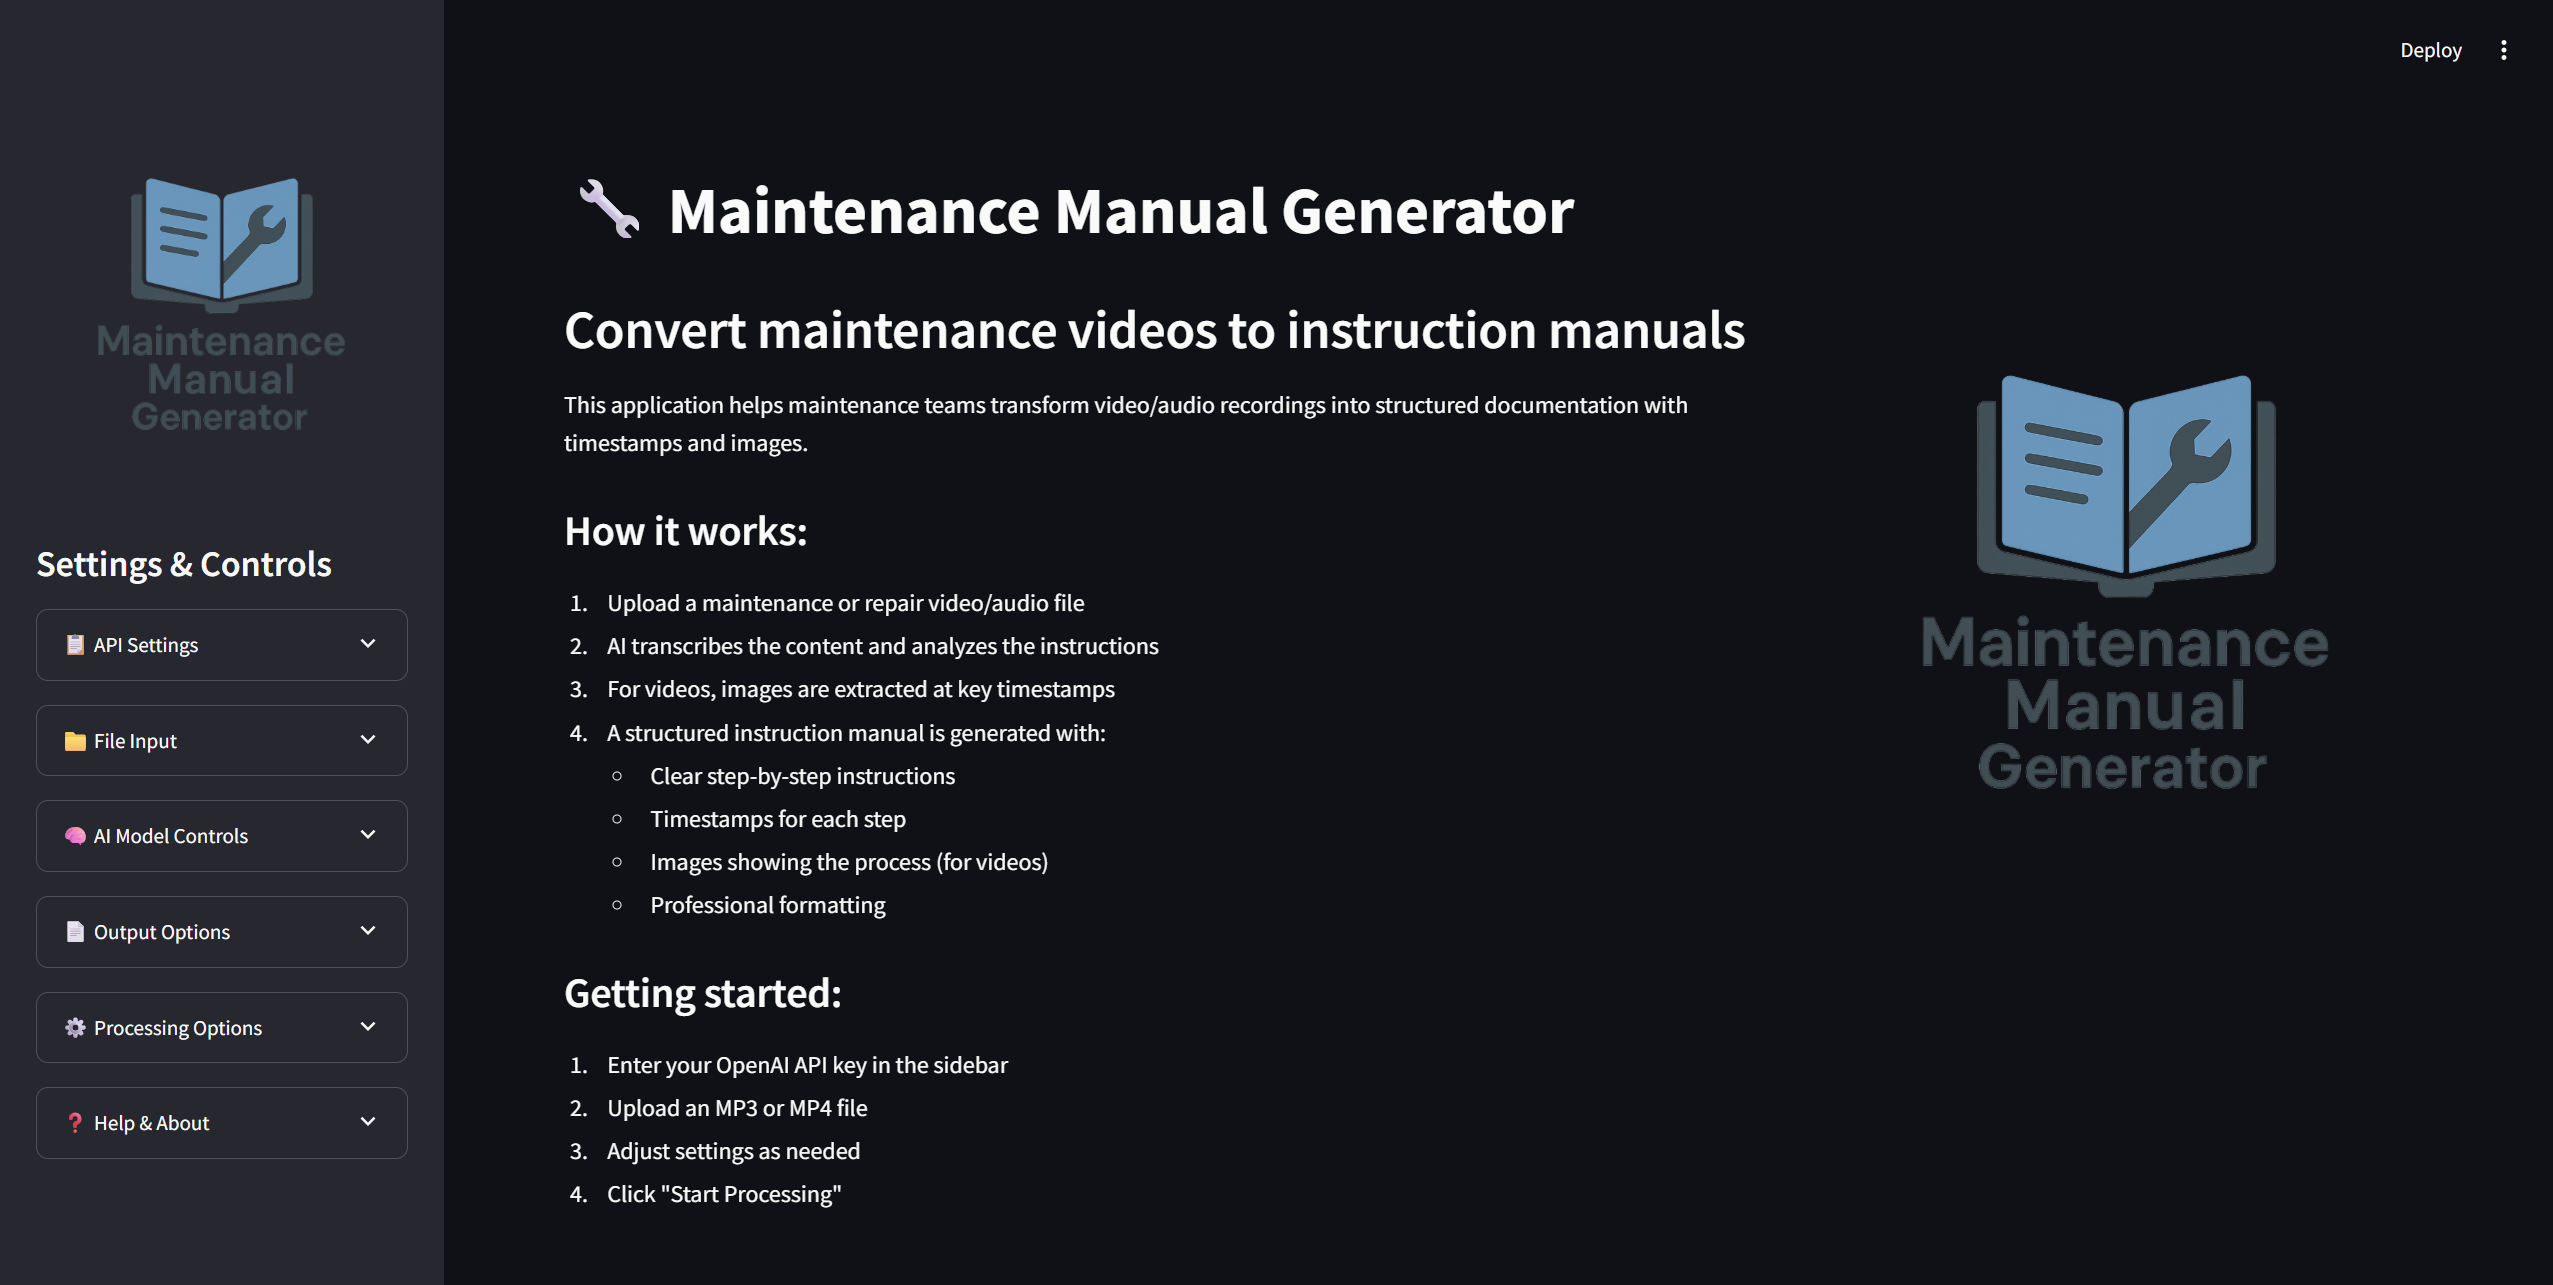 Deploy
Maintenance
Manual
Generator
Settings & Controls
API Settings
File Input
AI Model Controls
Output Options
Processing Options
Help & About
Maintenance Manual Generator
Convert maintenance videos to instruction manuals
This application helps maintenance teams transform video/audio recordings into structured documentation with
timestamps and images.
How it works:
1. Upload a maintenance or repair video/audio file
2. AI transcribes the content and analyzes the instructions
3. For videos, images are extracted at key timestamps
4. A structured instruction manual is generated with:
○ Clear step-by-step instructions
○ Timestamps for each step
○ Images showing the process (for videos)
○ Professional formatting
Getting started:
1. Enter your OpenAI API key in the sidebar
2. Upload an MP3 or MP4 file
3. Adjust settings as needed
4. Click "Start Processing"
Maintenance
Manual
Generator